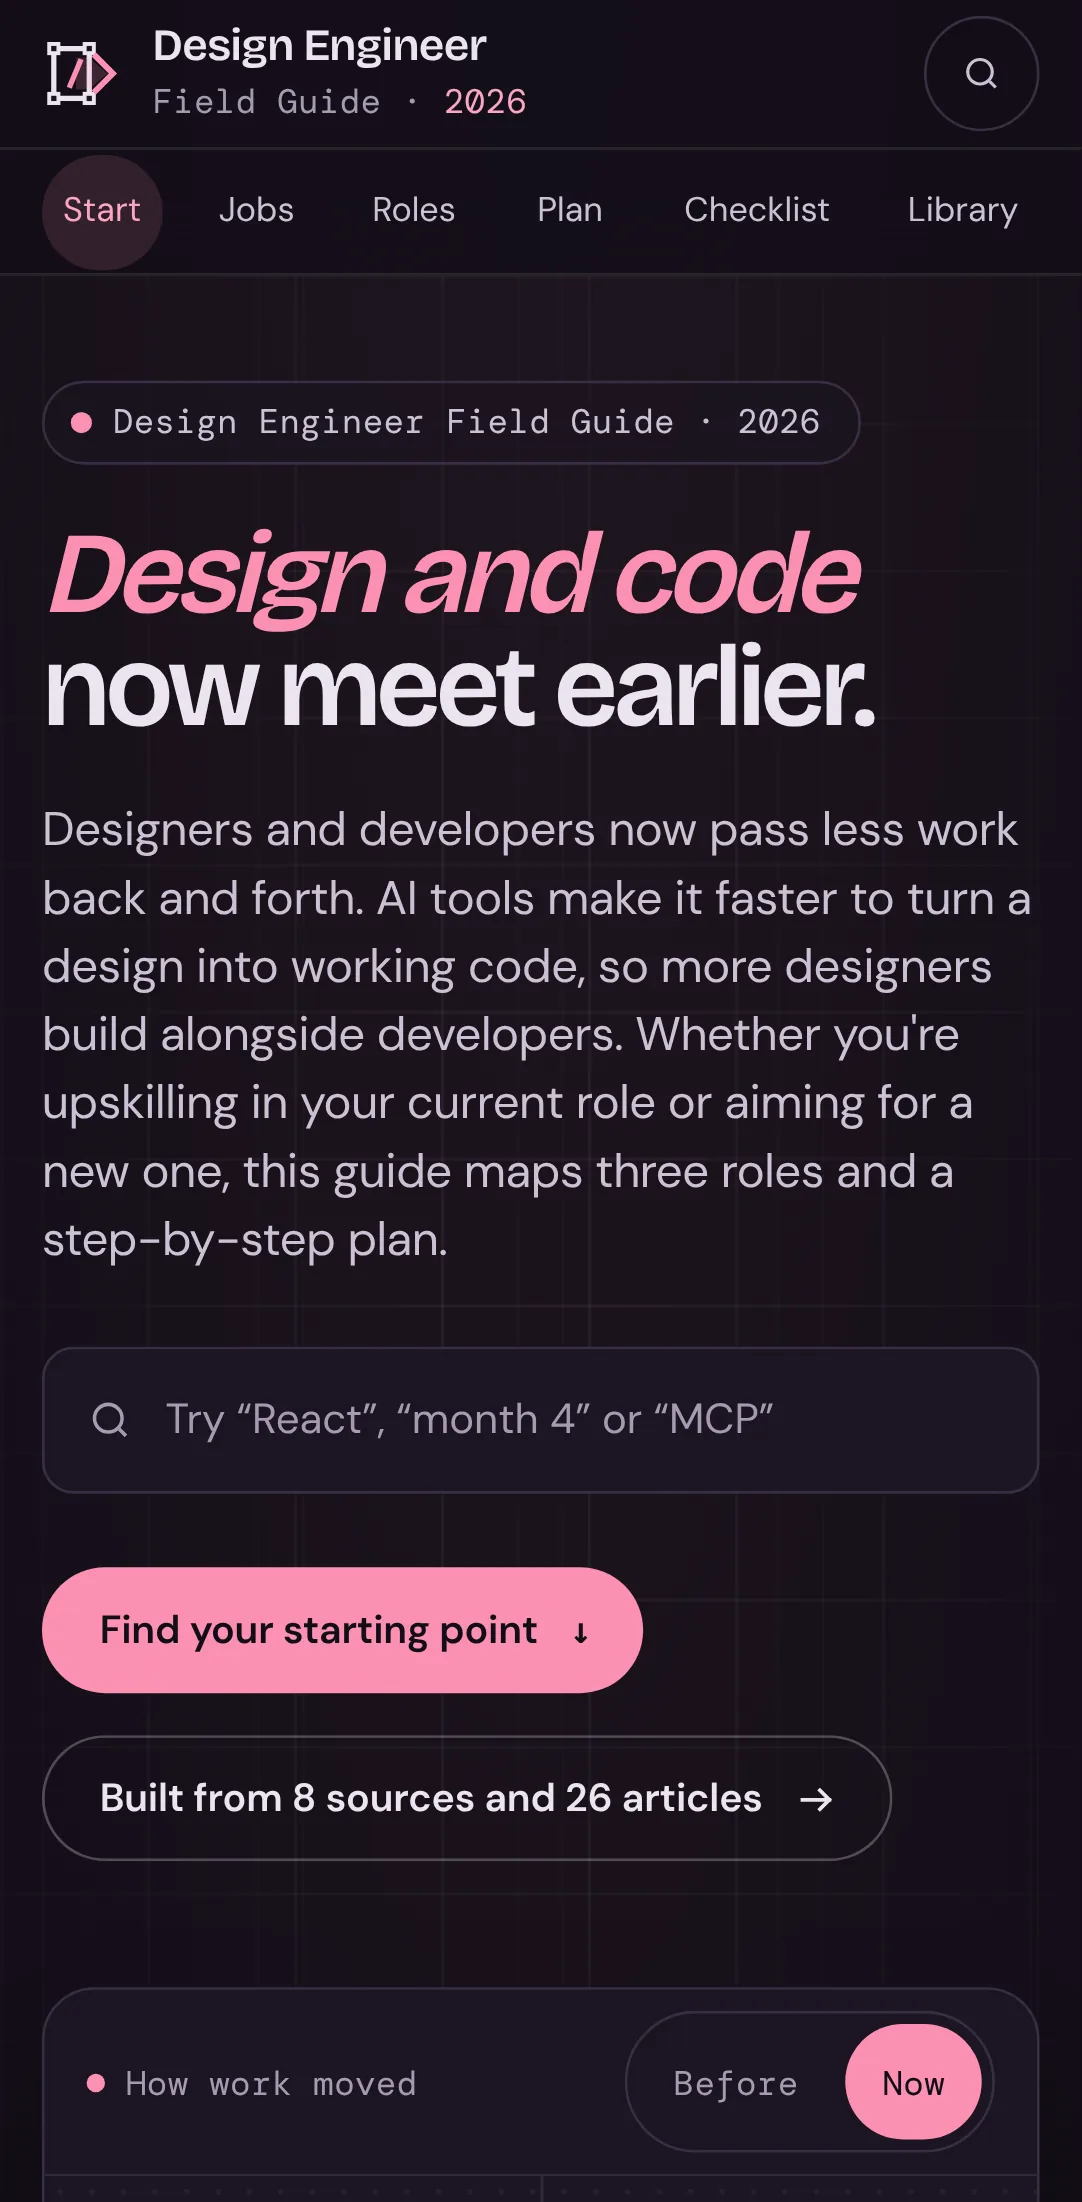 Design Engineer
Field Guide · 2026
Start Jobs Roles Plan Checklist Library
Design Engineer Field Guide · 2026
Design and code
now meet earlier.
Designers and developers now pass less work
back and forth. AI tools make it faster to turn a
design into working code, so more designers
build alongside developers. Whether you're
upskilling in your current role or aiming for a
new one, this guide maps three roles and a
step-by-step plan.
Try “React”, “month 4” or “MCP”
Find your starting point ↓
Built from 8 sources and 26 articles →
How work moved Before Now